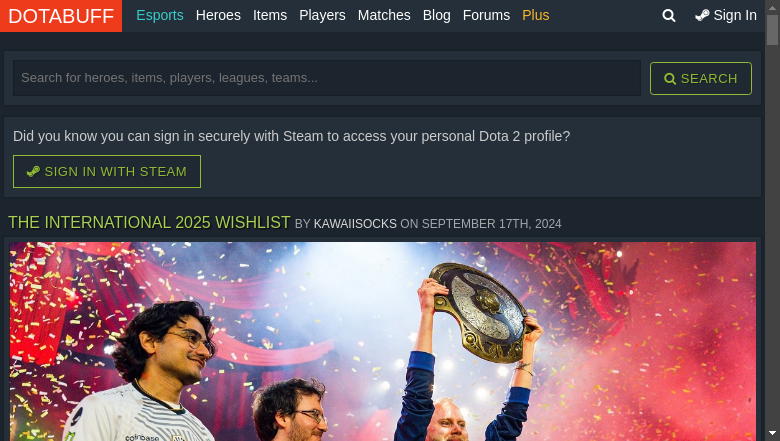 DOTABUFF Esports Heroes Items Players Matches Blog Forums Plus Sign In
Search for heroes, items, players, leagues, teams... SEARCH
Did you know you can sign in securely with Steam to access your personal Dota 2 profile?
SIGN IN WITH STEAM
THE INTERNATIONAL 2025 WISHLIST BY KAWAIISOCKS ON SEPTEMBER 17TH, 2024
coinbase